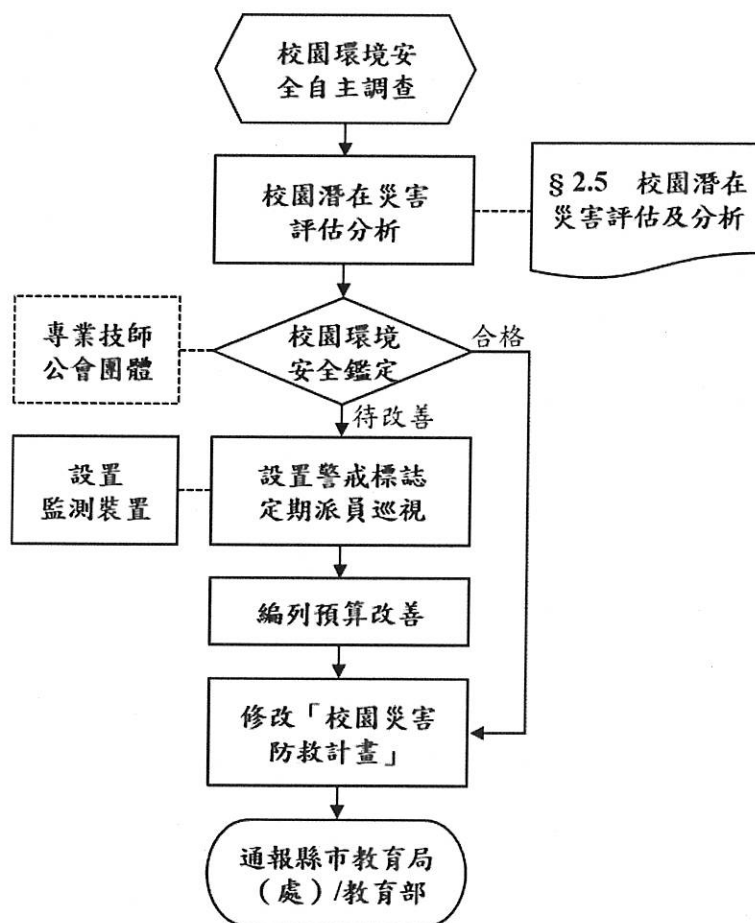 校園環境安
全自主調查
校園潛在災害
評估分析
§ 2.5 校園潛在
災害評估及分析
專業技師
公會團體
校園環境
安全鑑定
合格
待改善
設置
監測裝置
設置警戒標誌
定期派員巡視
編列預算改善
修改「校園災害
防救計畫」
通報縣市教育局
（處）/教育部